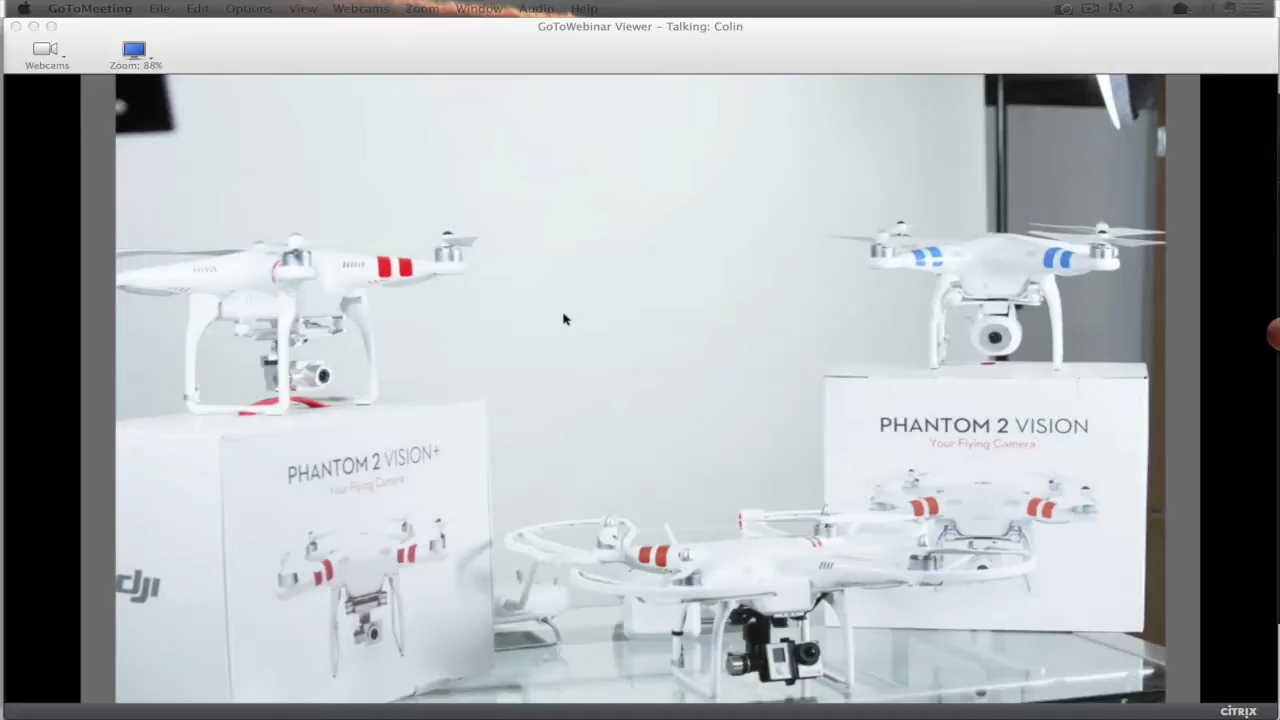 GoToMeeting File Edit Options View Webcams Zoom Window Audio Help
GoToWebinar Viewer - Talking: Colin
Webcams
Zoom: 88%
PHANTOM 2 VISION
Your Flying Camera
PHANTOM 2 VISION+
Your Flying Camera
dji
CITRIX